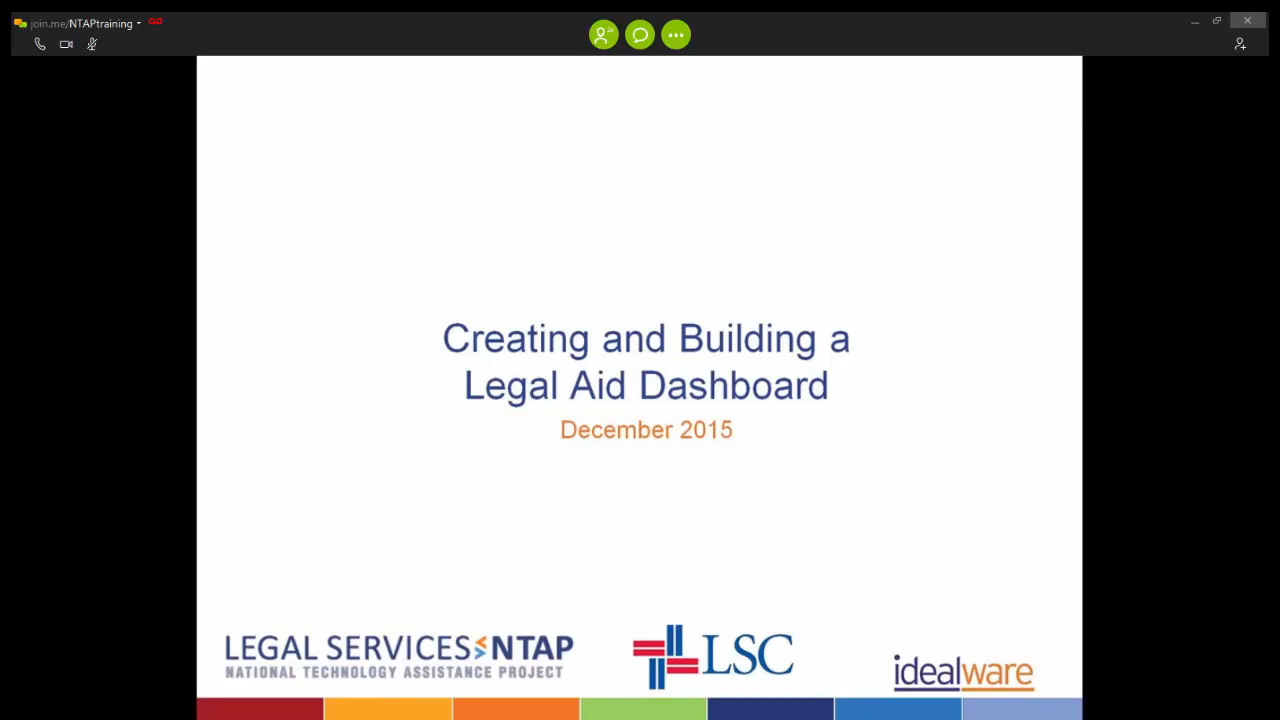 join.me/NTAPtraining
Creating and Building a
Legal Aid Dashboard
December 2015
LEGAL SERVICES NTAP
NATIONAL TECHNOLOGY ASSISTANCE PROJECT
LSC
idealware